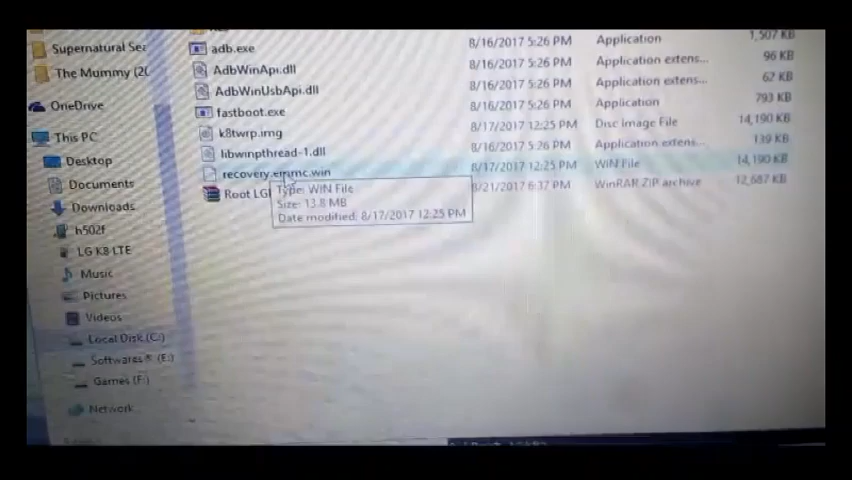 1,507 KB
Supernatural Sea
adb.exe 8/16/2017 5:26 PM Application
The Mummy (20 AdbWinApi.dll 8/16/2017 5:26 PM Application extens... 96 KB
AdbWinUsbApi.dll 8/16/2017 5:26 PM Application extens... 62 KB
OneDrive fastboot.exe 8/16/2017 5:26 PM Application 793 KB
This PC k8twrp.img 8/17/2017 12:25 PM Disc Image File 14,190 KB
Desktop libwinpthread-1.dll 8/16/2017 5:26 PM Application extens... 139 KB
recovery.emmc.win 8/17/2017 12:25 PM WIN File 14,190 KB
Documents Root LG 8/21/2017 6:37 PM WinRAR ZIP archive 12,687 KB
Type: WIN File
Size: 13.8 MB
Date modified: 8/17/2017 12:25 PM
Downloads
h502f
LG K8 LTE
Music
Pictures
Videos
Local Disk (C:)
Softwares® (E:)
Games (F:)
Network